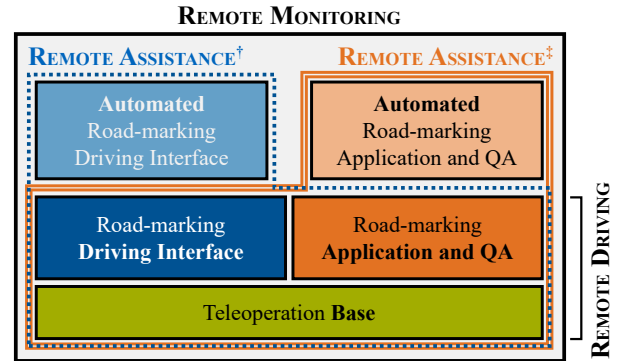 REMOTE MONITORING
REMOTE ASSISTANCE†
REMOTE ASSISTANCE‡
Automated
Road-marking
Driving Interface
Automated
Road-marking
Application and QA
Road-marking
Driving Interface
Road-marking
Application and QA
Teleoperation Base
REMOTE DRIVING